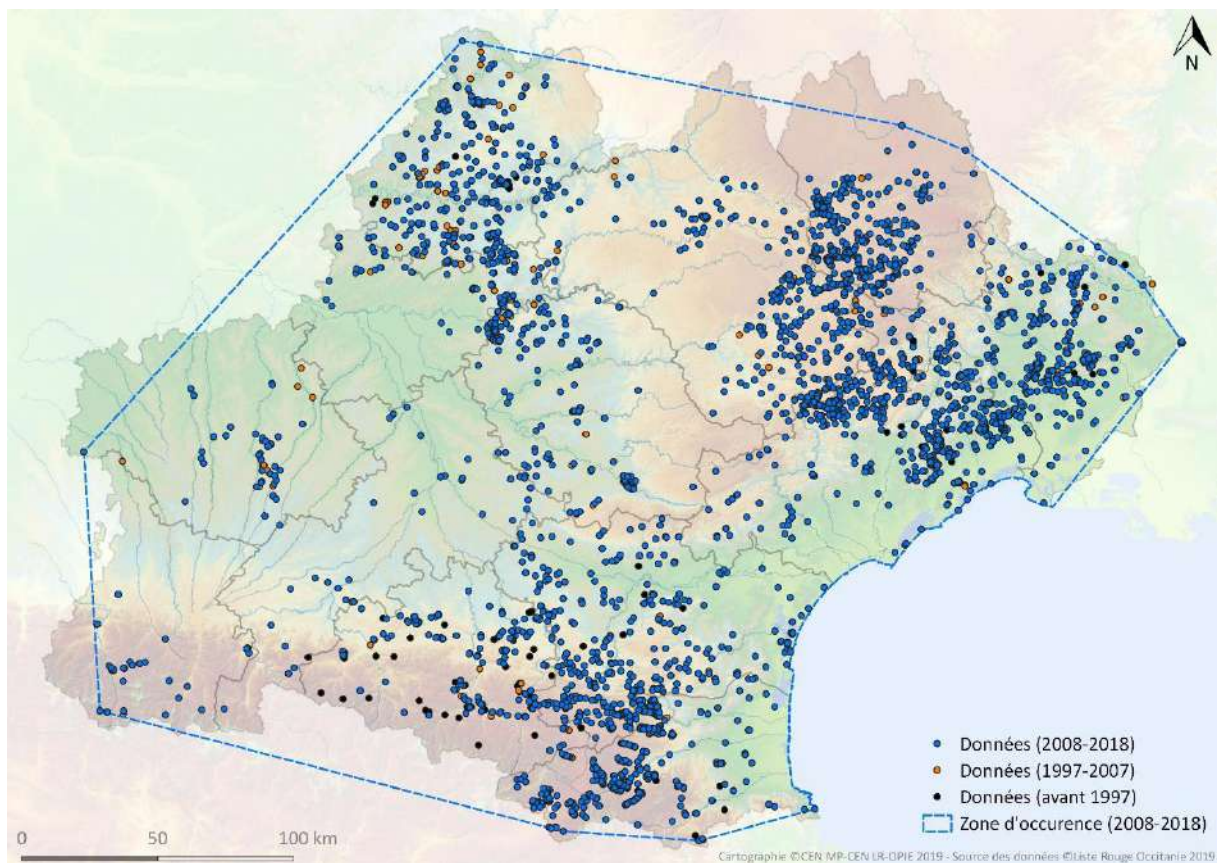 N
Données (2008-2018)
Données (1997-2007)
Données (avant 1997)
Zone d'occurence (2008-2018)
0 50 100 km
Cartographie ©CEN MP-CEN LR-OPIE 2019 - Source des données ©Liste Rouge Occitanie 2019